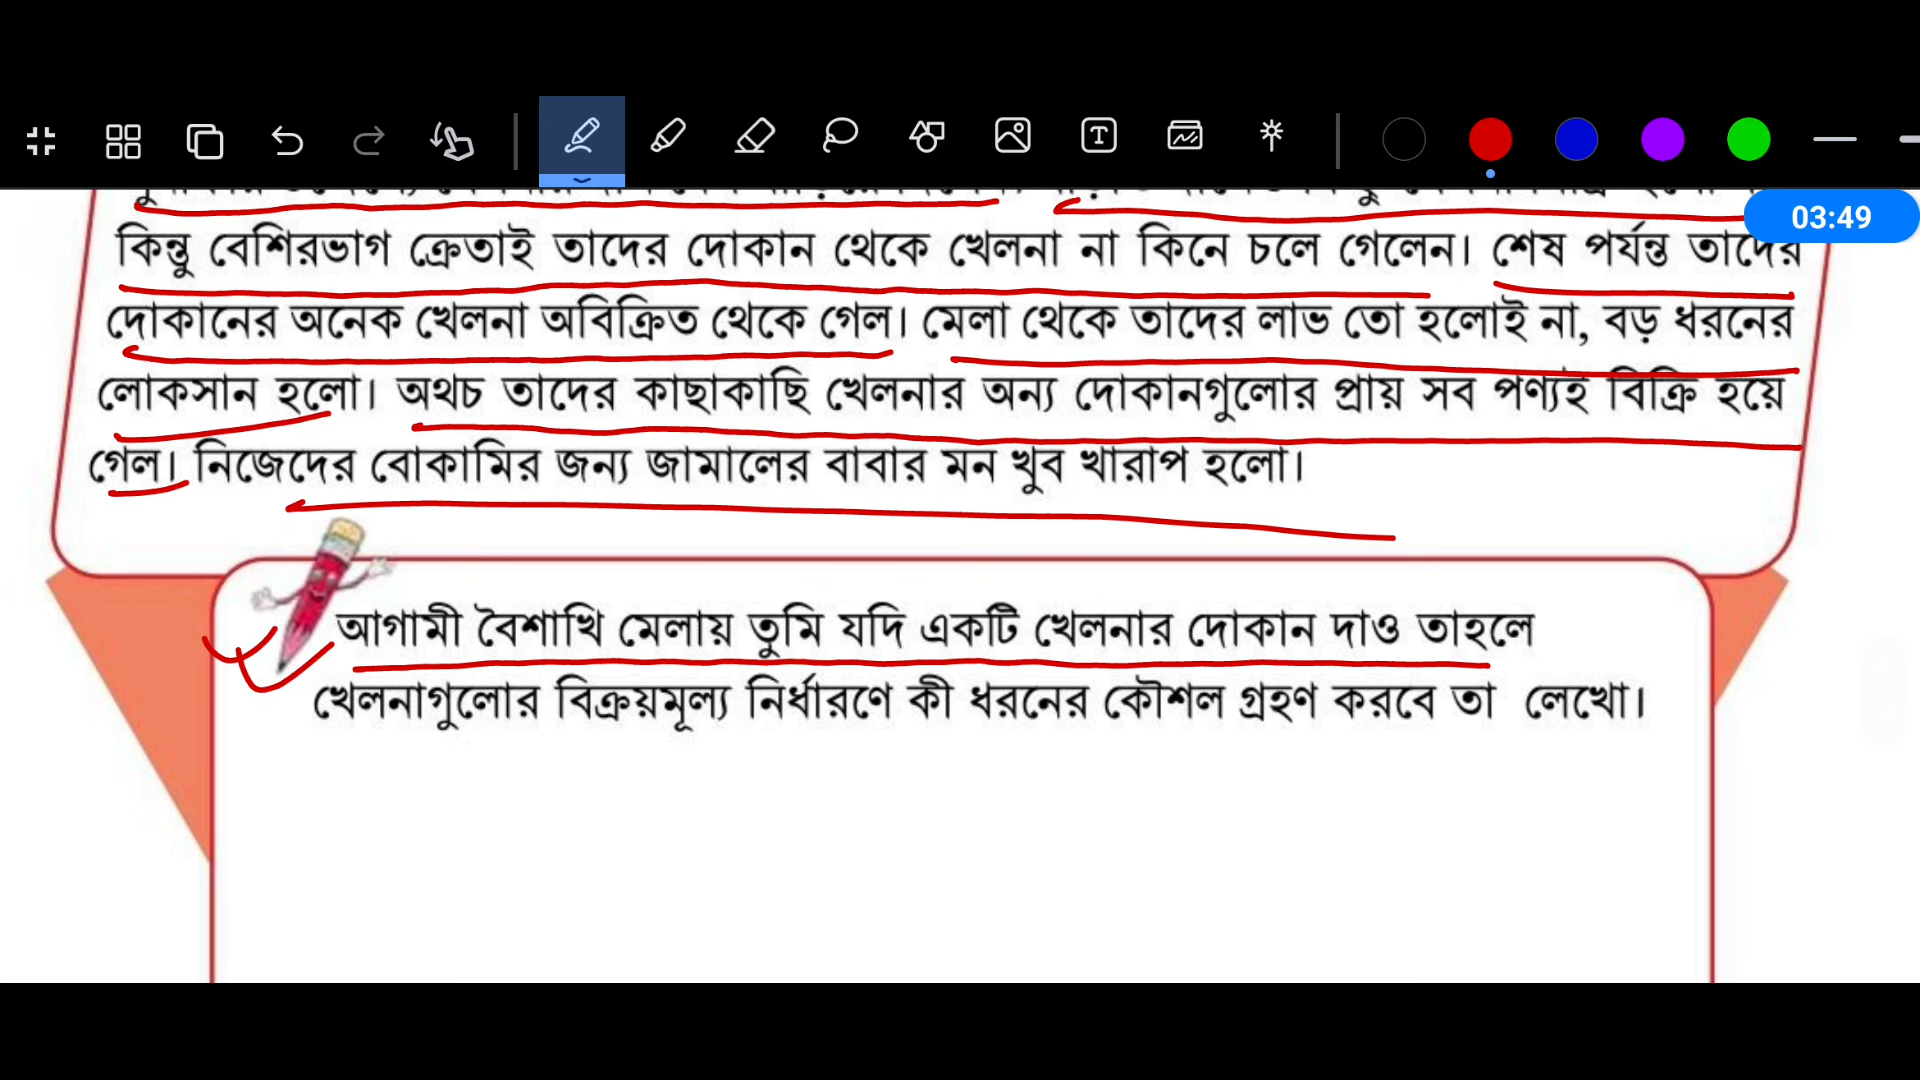 03:49
কিন্তু বেশিরভাগ ক্রেতাই তাদের দোকান থেকে খেলনা না কিনে চলে গেলেন। শেষ পর্যন্ত তাদের
দোকানের অনেক খেলনা অবিক্রিত থেকে গেল। মেলা থেকে তাদের লাভ তো হলোই না, বড় ধরনের
লোকসান হলো। অথচ তাদের কাছাকাছি খেলনার অন্য দোকানগুলোর প্রায় সব পণ্যই বিক্রি হয়ে
গেল। নিজেদের বোকামির জন্য জামালের বাবার মন খুব খারাপ হলো।
আগামী বৈশাখি মেলায় তুমি যদি একটি খেলনার দোকান দাও তাহলে
খেলনাগুলোর বিক্রয়মূল্য নির্ধারণে কী ধরনের কৌশল গ্রহণ করবে তা লেখো।